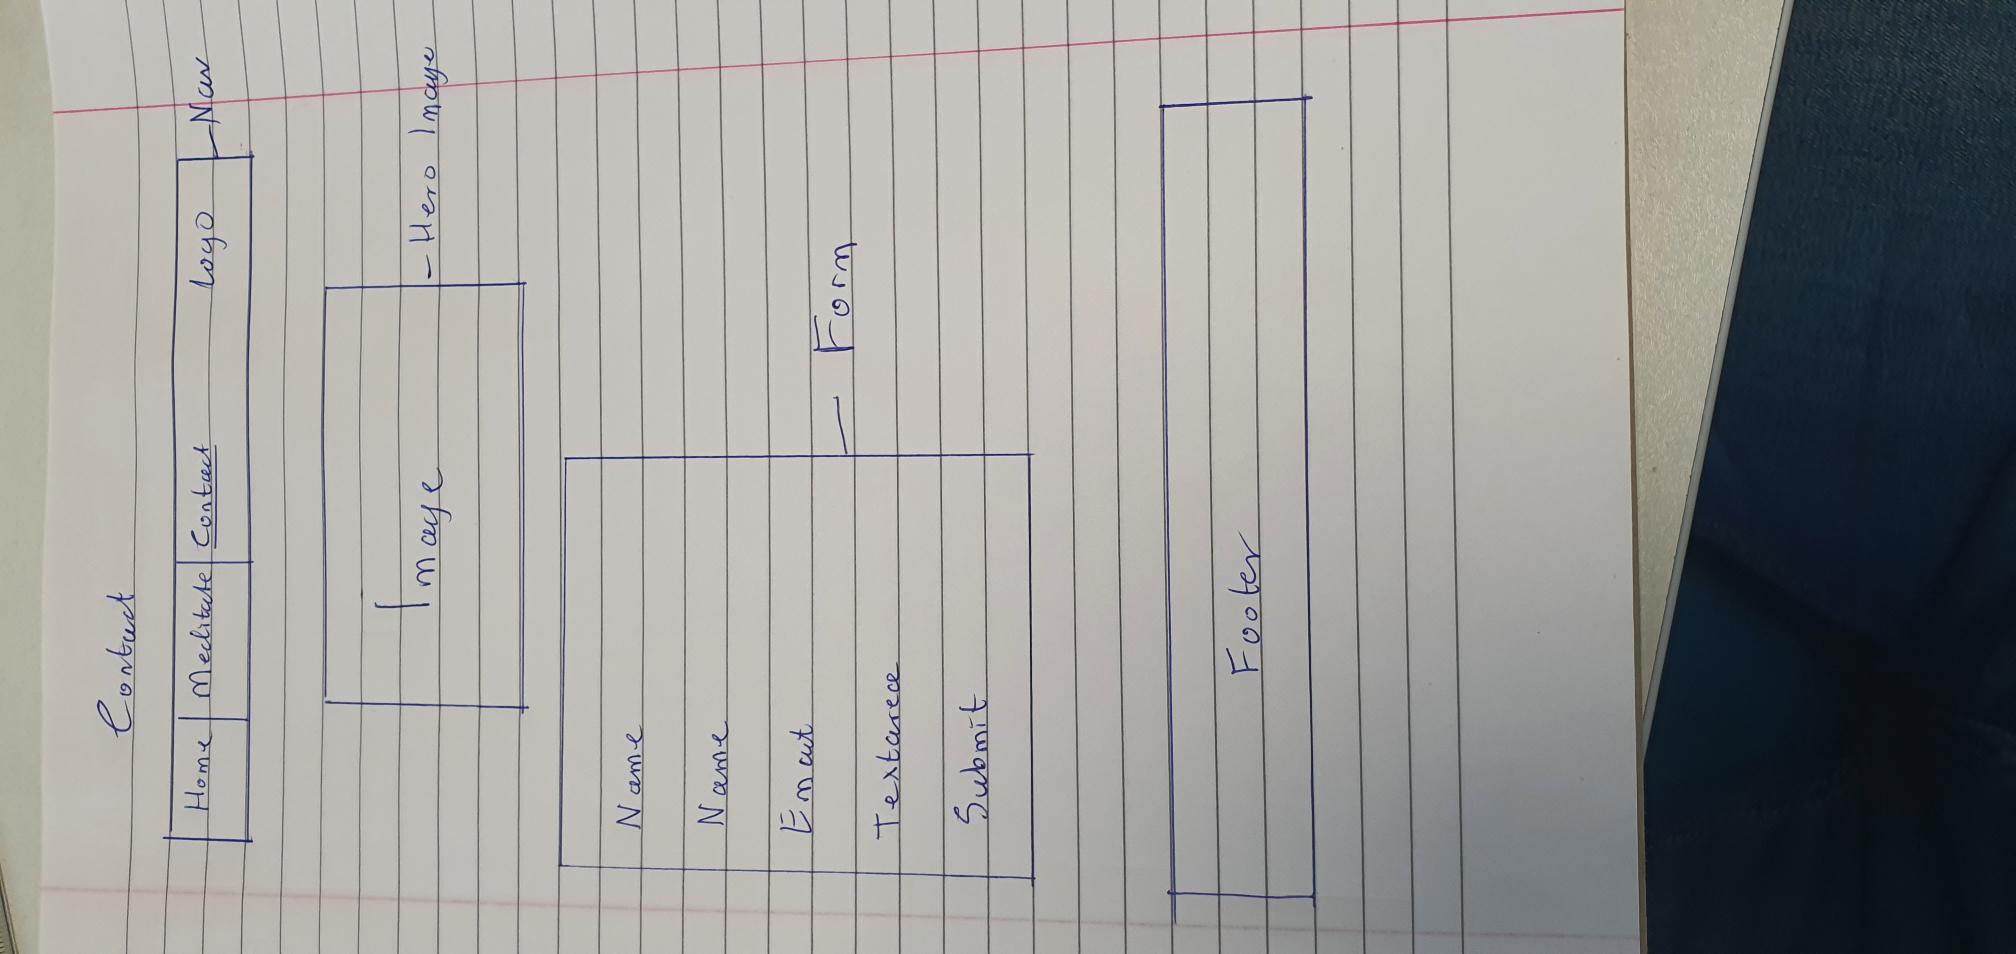 Contact
Home Meditate Contact Logo - Nav
Image - Hero Image
Name
Name
Email
Textarea
- Form
Submit
Footer